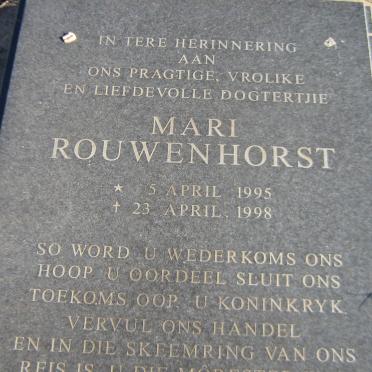 IN TERE HERINNERING
AAN
ONS PRAGTIGE, VROLIKE
EN LIEFDEVOLLE DOGTERTJIE
MARI
ROUWENHORST
★ 5 APRIL 1995
† 23 APRIL, 1998
SO WORD U WEDERKOMS ONS
HOOP U OORDEEL SLUIT ONS
TOEKOMS OOP U KONINKRYK
VERVUL ONS HANDEL
EN IN DIE SKEEMRING VAN ONS
REIS IS U DIE